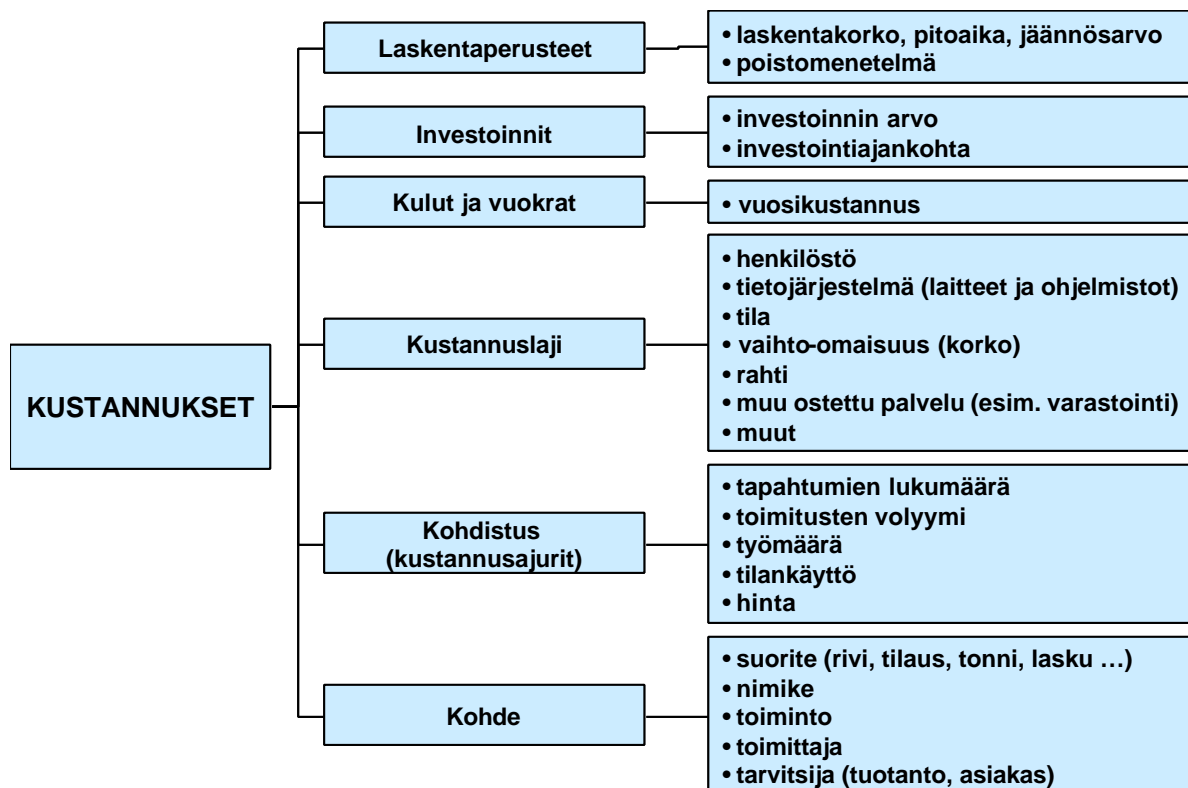 KUSTANNUKSET
Laskentaperusteet
• laskentakorko, pitoaika, jäännösarvo
• poistomenetelmä
Investoinnit
• investoinnin arvo
• investointiajankohta
Kulut ja vuokrat
• vuosikustannus
Kustannuslaji
• henkilöstö
• tietojärjestelmä (laitteet ja ohjelmistot)
• tila
• vaihto-omaisuus (korko)
• rahti
• muu ostettu palvelu (esim. varastointi)
• muut
Kohdistus
(kustannusajurit)
• tapahtumien lukumäärä
• toimitusten volyymi
• työmäärä
• tilankäyttö
• hinta
Kohde
• suorite (rivi, tilaus, tonni, lasku …)
• nimike
• toiminto
• toimittaja
• tarvitsija (tuotanto, asiakas)